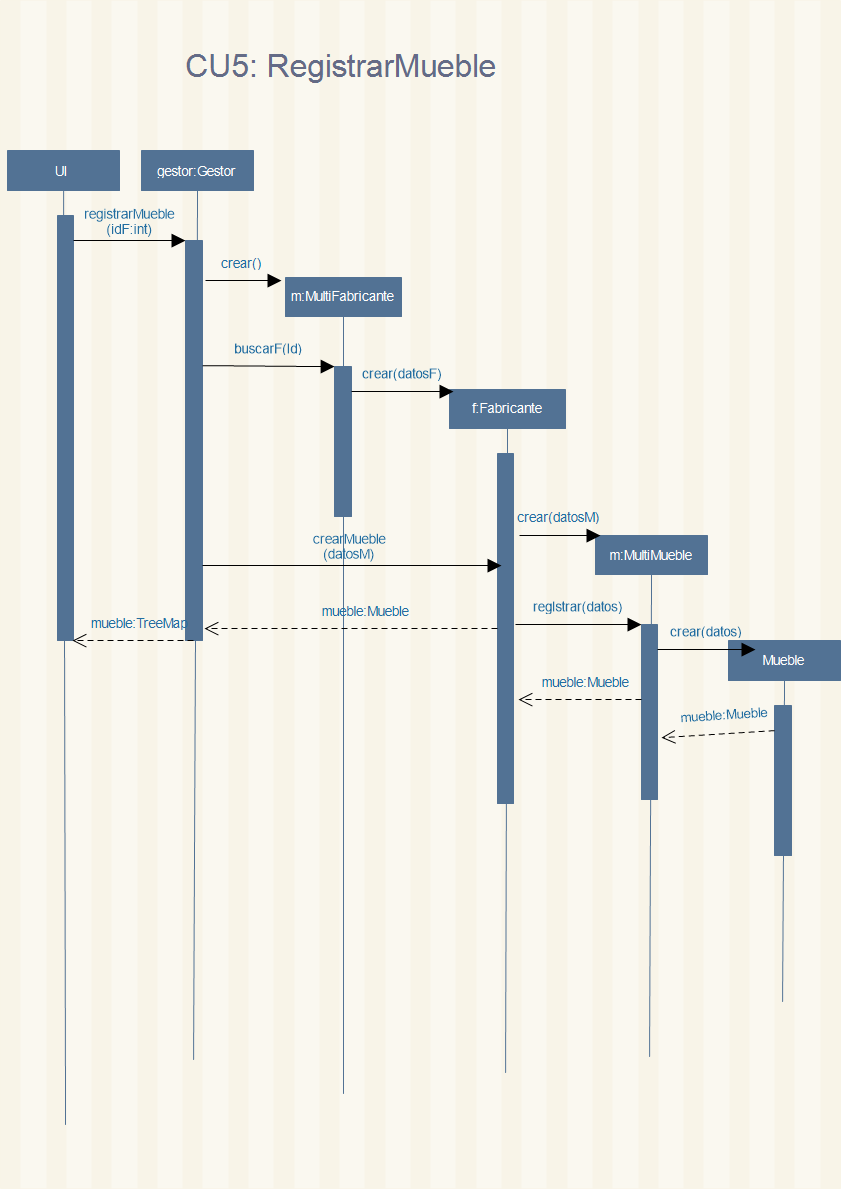 CU5: RegistrarMueble
UI
gestor:Gestor
registrarMueble
(idF:int)
crear()
m:MultiFabricante
buscarF(Id)
crear(datosF)
f:Fabricante
crear(datosM)
crearMueble
(datosM)
m:MultiMueble
mueble:Mueble
registrar(datos)
mueble:TreeMap
crear(datos)
Mueble
mueble:Mueble
mueble:Mueble